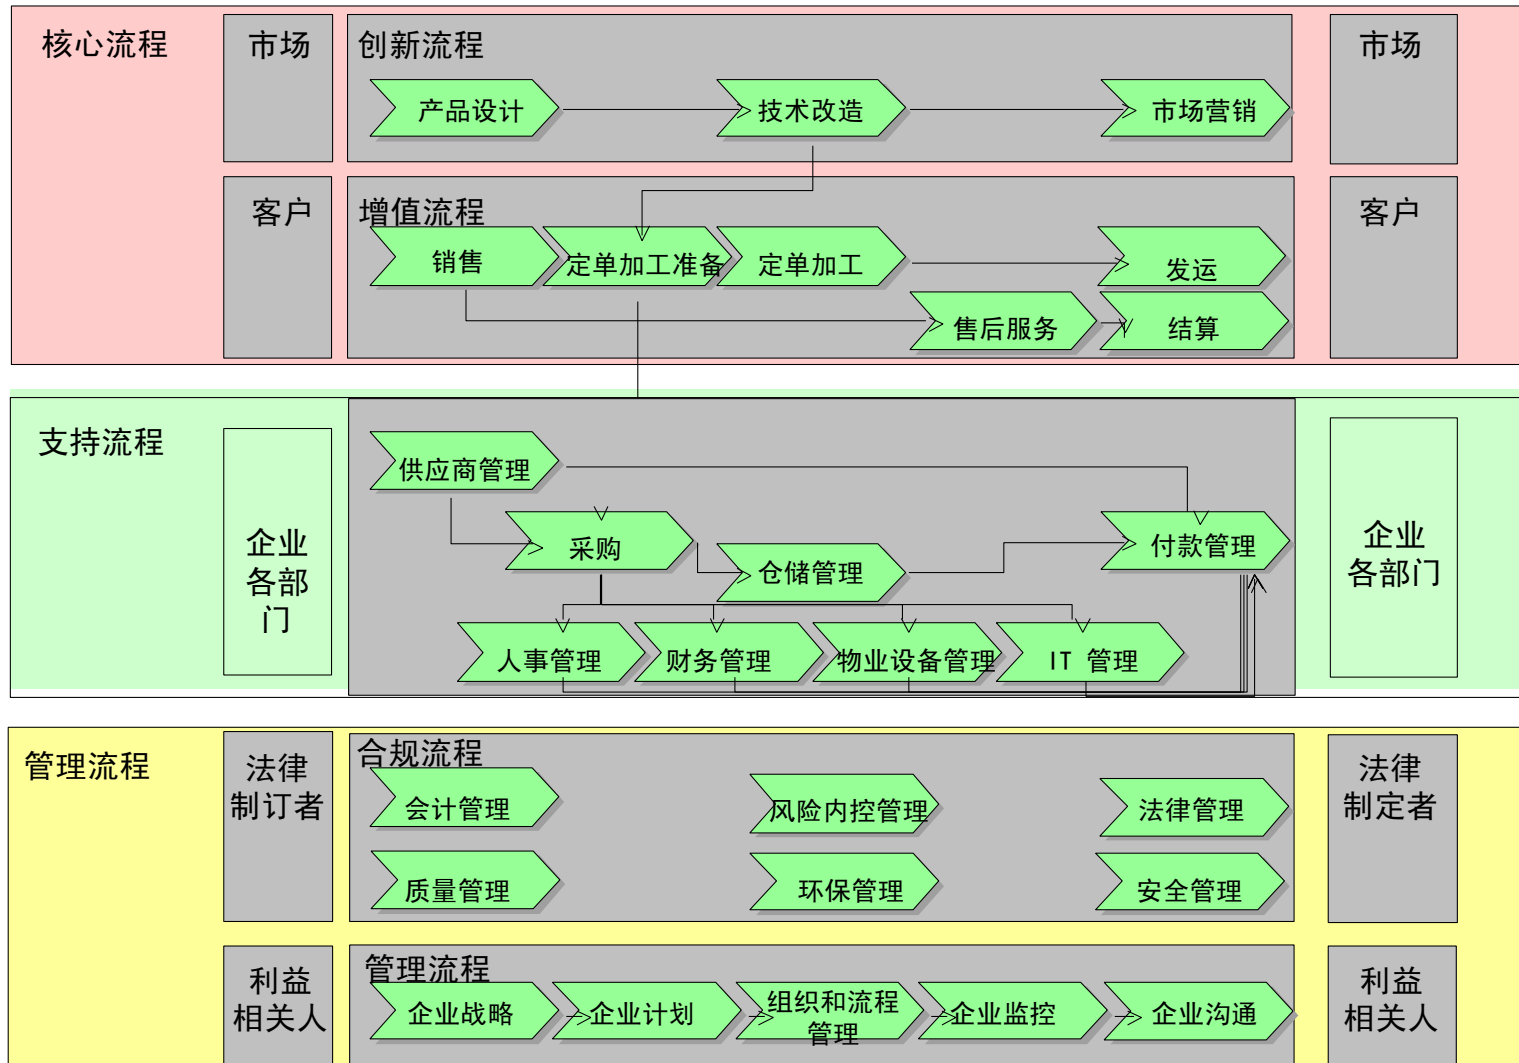 核心流程
市场
创新流程
市场
产品设计
技术改造
市场营销
客户
增值流程
客户
销售
定单加工准备
定单加工
发运
售后服务
结算
支持流程
供应商管理
企业
各部
门
企业
各部门
采购
仓储管理
付款管理
人事管理
财务管理
物业设备管理
IT 管理
管理流程
法律
制订者
合规流程
法律
制定者
会计管理
风险内控管理
法律管理
质量管理
环保管理
安全管理
利益
相关人
管理流程
利益
相关人
企业战略
企业计划
组织和流程
管理
企业监控
企业沟通